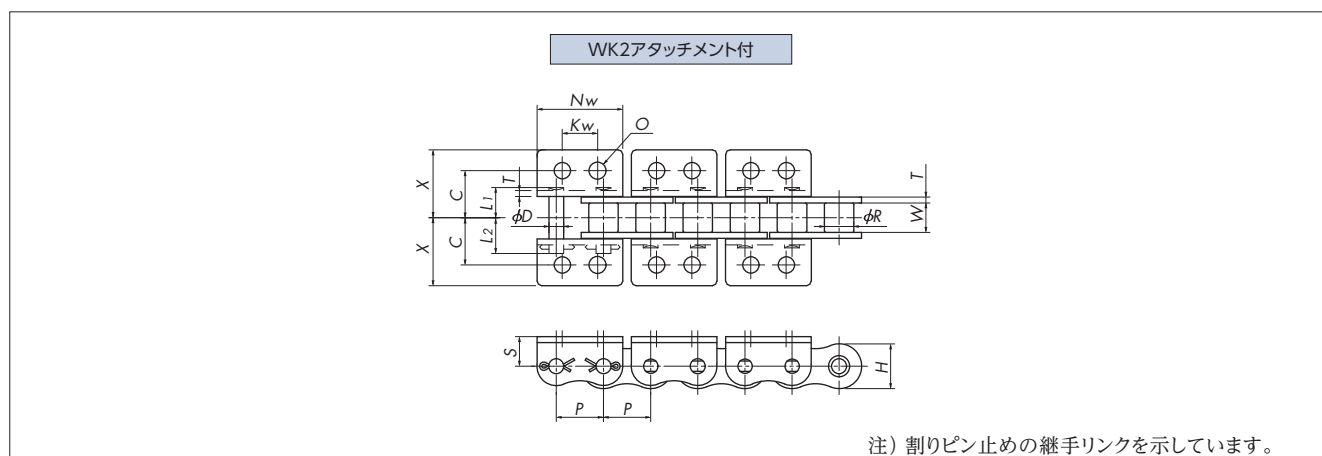 WK2アタッチメント付
Nw
Kw
O
X
C
T
L1
φD
L2
C
X
T
W
φR
S
H
P
P
注）割りピン止めの継手リンクを示しています。